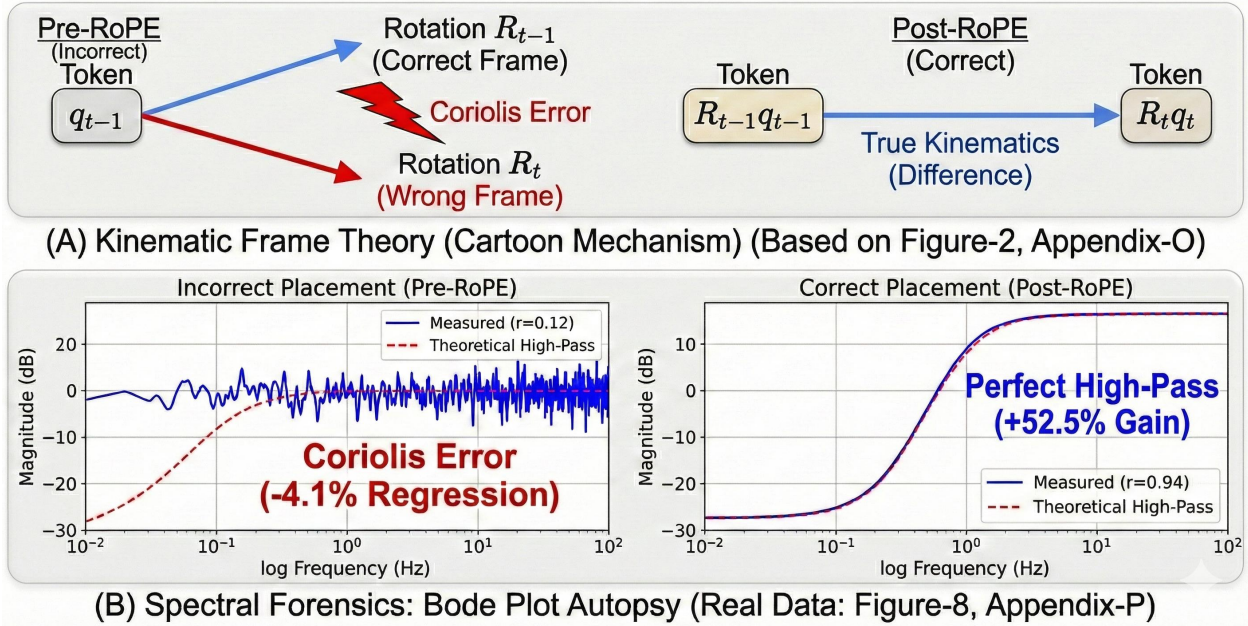 Pre-RoPE
(Incorrect)
Token
q_{t−1}
Rotation R_{t−1}
(Correct Frame)
Coriolis Error
Rotation R_t
(Wrong Frame)
Post-RoPE
(Correct)
Token
R_{t−1}q_{t−1}
True Kinematics
(Difference)
Token
R_tq_t
(A) Kinematic Frame Theory (Cartoon Mechanism) (Based on Figure-2, Appendix-O)
Incorrect Placement (Pre-RoPE)
Magnitude (dB)
20
10
0
−10
−20
−30
Measured (r=0.12)
Theoretical High-Pass
Coriolis Error
(-4.1% Regression)
10^{−2}
10^{−1}
10^{0}
10^{1}
10^{2}
log Frequency (Hz)
Correct Placement (Post-RoPE)
Magnitude (dB)
10
0
−10
−20
−30
Perfect High-Pass
(+52.5% Gain)
Measured (r=0.94)
Theoretical High-Pass
10^{−2}
10^{−1}
10^{0}
10^{1}
10^{2}
log Frequency (Hz)
(B) Spectral Forensics: Bode Plot Autopsy (Real Data: Figure-8, Appendix-P)